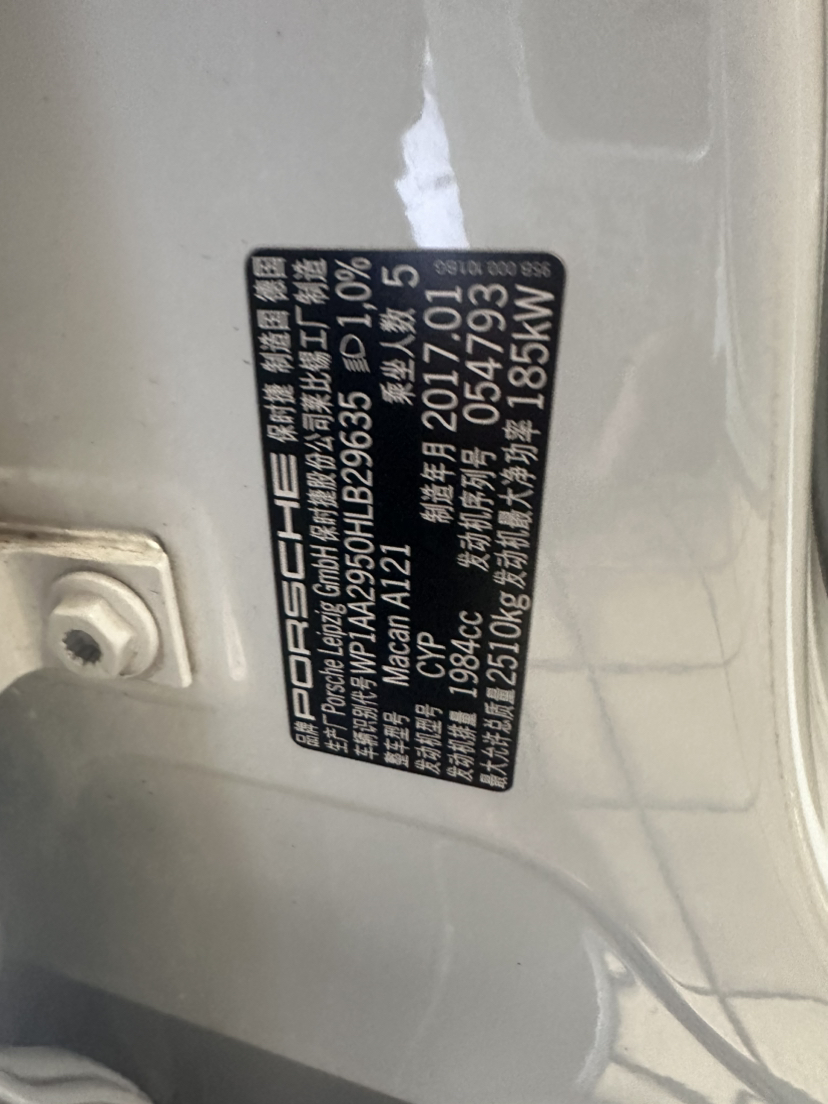 品牌 PORSCHE 保时捷 制造国 德国
生产厂 Porsche Leipzig GmbH 保时捷股份公司莱比锡工厂制造
车辆识别代号 WP1AA2950HLB29635 1,0%
整车型号 Macan A121 乘坐人数 5
发动机型号 CYP 制造年月 2017.01
发动机排量 1984cc 发动机序列号 054793
最大允许总质量 2510kg 发动机最大净功率 185kW
95B.000.101.BG